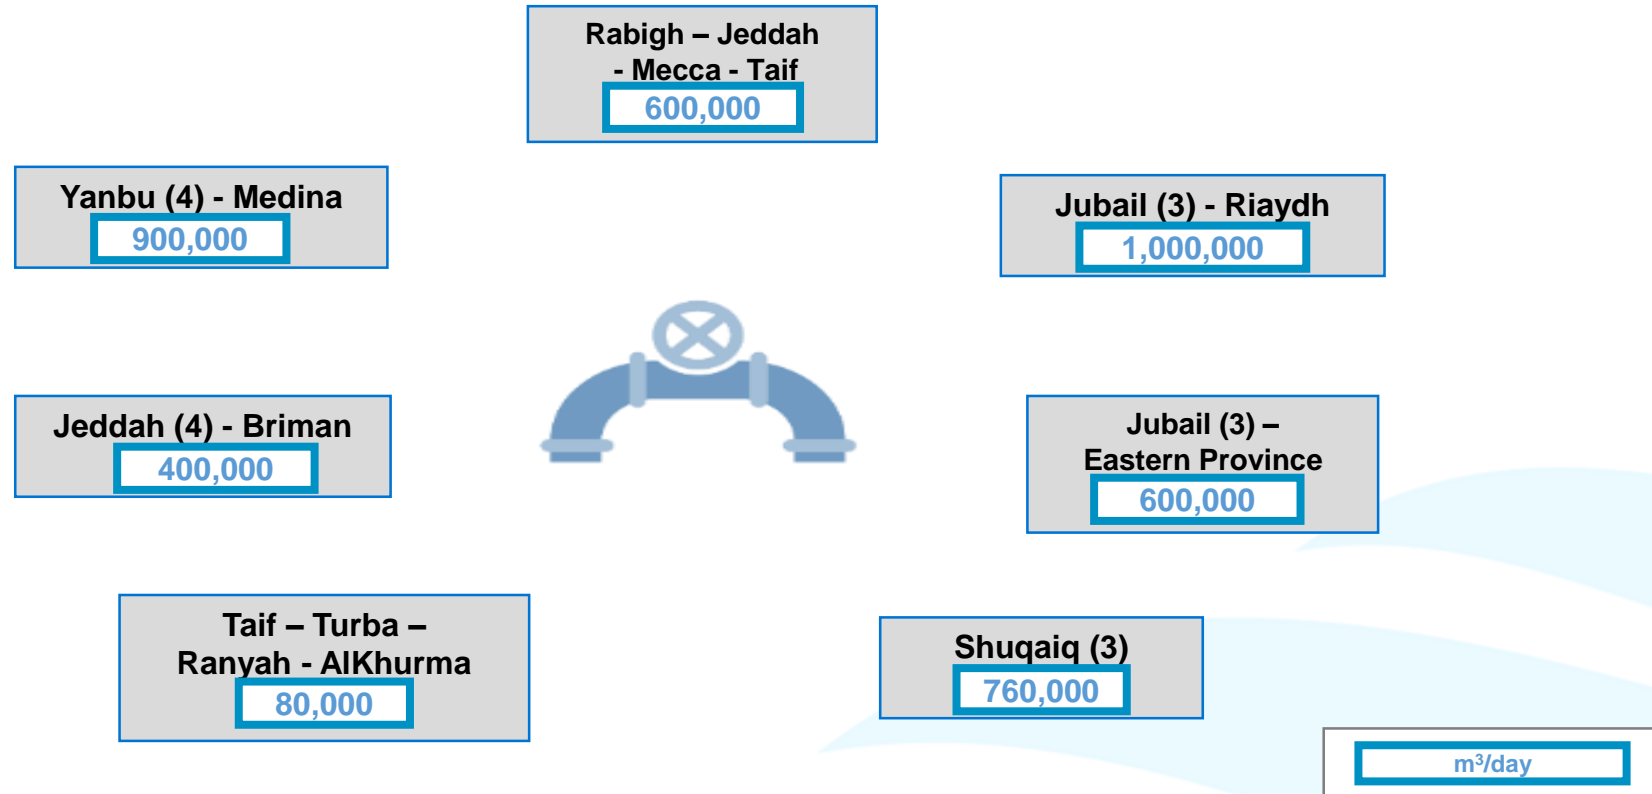 Rabigh – Jeddah
- Mecca - Taif
600,000
Yanbu (4) - Medina
900,000
Jubail (3) - Riaydh
1,000,000
Jeddah (4) - Briman
400,000
Jubail (3) –
Eastern Province
600,000
Taif – Turba –
Ranyah - AlKhurma
80,000
Shuqaiq (3)
760,000
m³/day